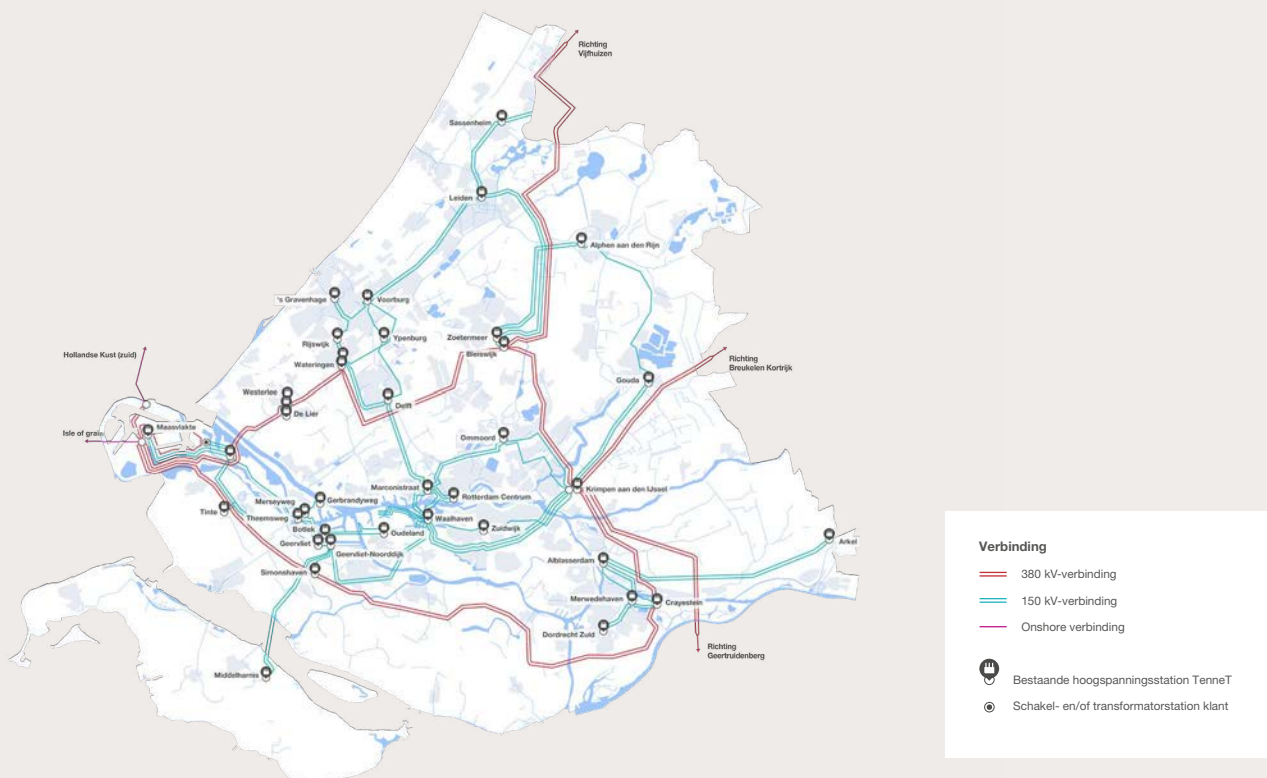 Richting
Vijfhuizen
Sassenheim
Leiden
Alphen aan den Rijn
's Gravenhage
Voorburg
Rijswijk
Ypenburg
Zoetermeer
Bleiswijk
Wateringen
Hollandse Kust (zuid)
Richting
Breukelen Kortrijk
Gouda
Westerlee
De Lier
Delft
Maasvlakte
Isle of grain
Ommoord
Marconistraat
Rotterdam Centrum
Krimpen aan den IJssel
Merseyweg
Gerbrandyweg
Tinte
Theemsweg
Waalhaven
Botlek
Oudeland
Zuidwijk
Geervliet
Geervliet-Noorddijk
Arkel
Simonshaven
Alblasserdam
Merwedehaven
Crayestein
Dordrecht Zuid
Richting
Geertruidenberg
Middelharnis
Verbinding
380 kV-verbinding
150 kV-verbinding
Onshore verbinding
Bestaande hoogspanningsstation TenneT
Schakel- en/of transformatorstation klant